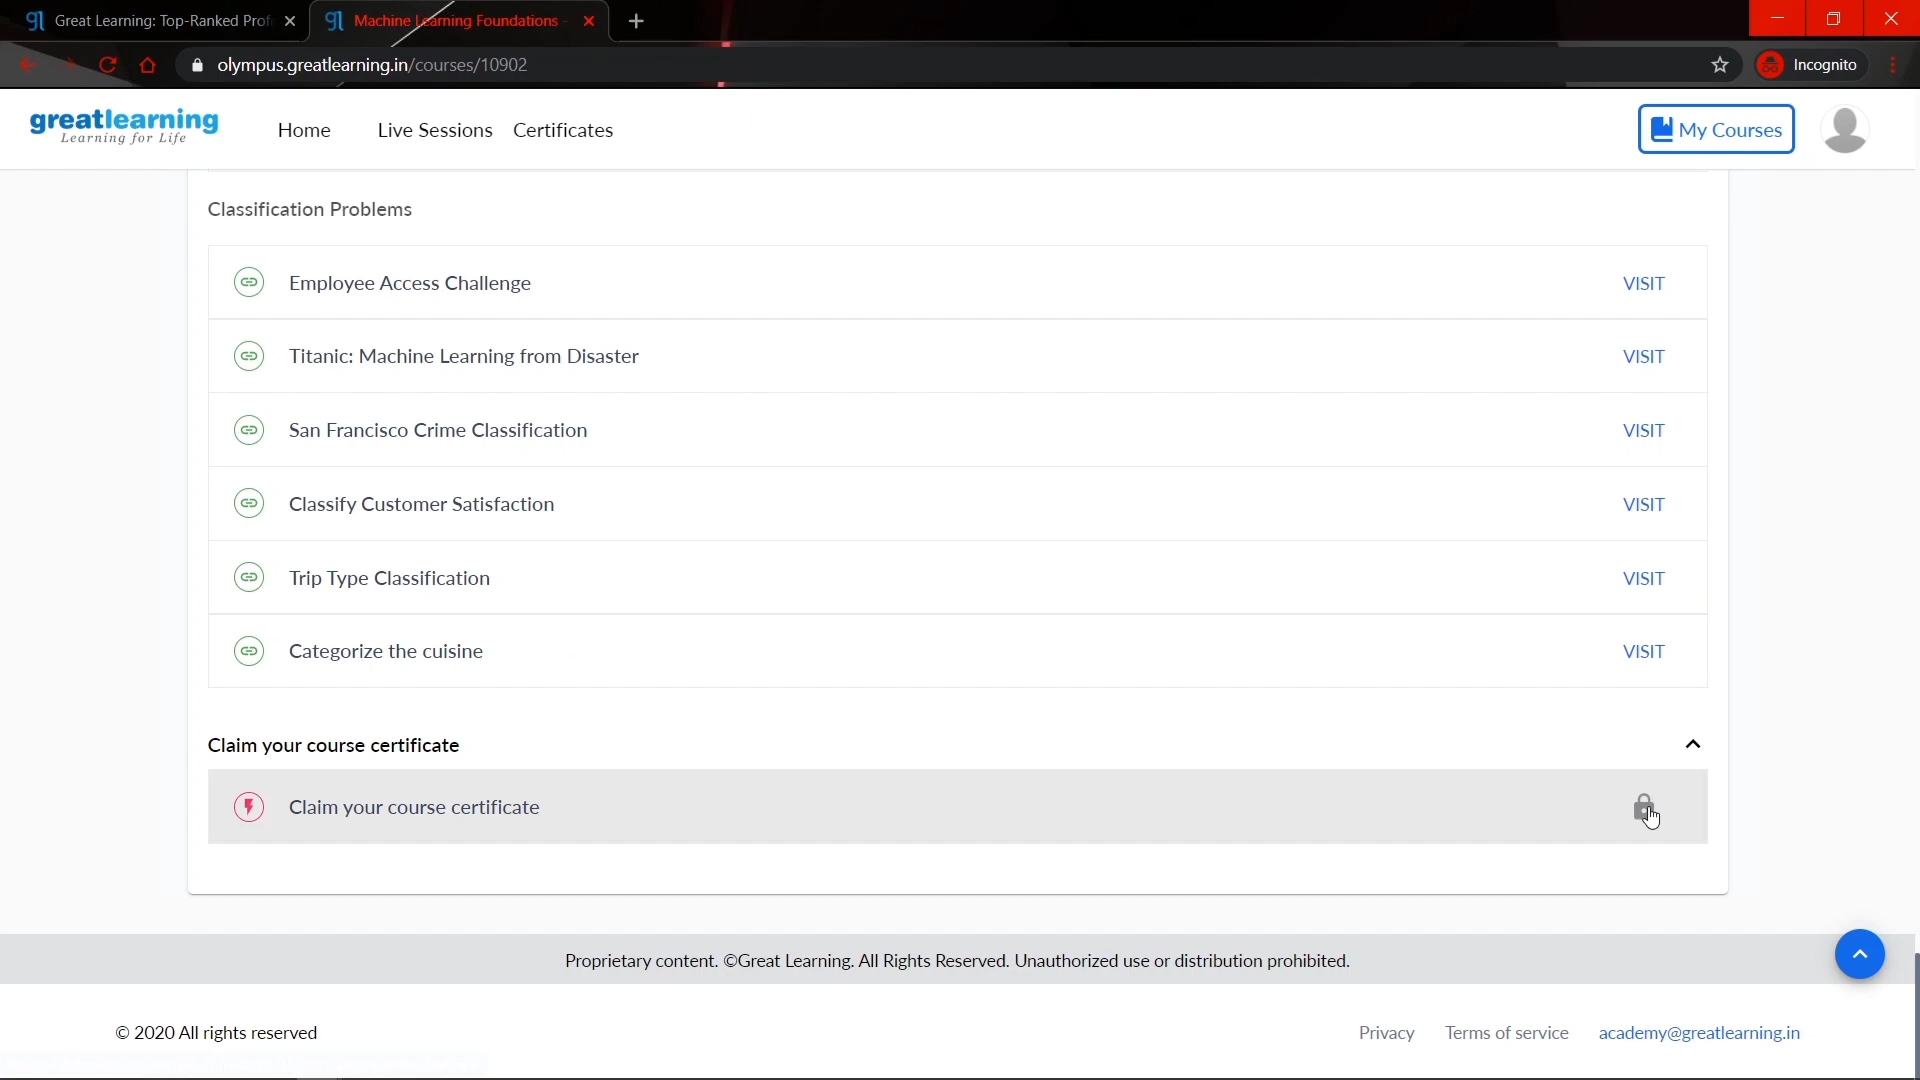 Great Learning: Top-Ranked Prof
Machine Learning Foundations -
olympus.greatlearning.in/courses/10902
Incognito
greatlearning
Learning for Life
Home
Live Sessions
Certificates
My Courses
Classification Problems
Employee Access Challenge
VISIT
Titanic: Machine Learning from Disaster
VISIT
San Francisco Crime Classification
VISIT
Classify Customer Satisfaction
VISIT
Trip Type Classification
VISIT
Categorize the cuisine
VISIT
Claim your course certificate
Claim your course certificate
Proprietary content. ©Great Learning. All Rights Reserved. Unauthorized use or distribution prohibited.
© 2020 All rights reserved
Privacy
Terms of service
academy@greatlearning.in